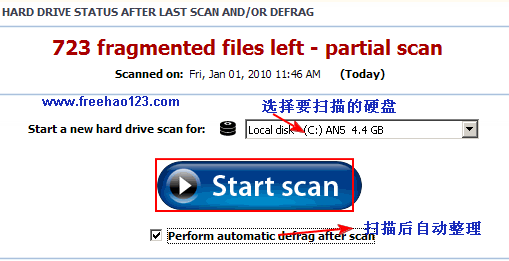 HARD DRIVE STATUS AFTER LAST SCAN AND/OR DEFRAG
723 fragmented files left - partial scan
Scanned on: Fri, Jan 01, 2010 11:46 AM (Today)
www.freehao123.com
选择要扫描的硬盘
Start a new hard drive scan for: Local disk (C:) AN5 4.4 GB
Start scan
Perform automatic defrag after scan
扫描后自动整理